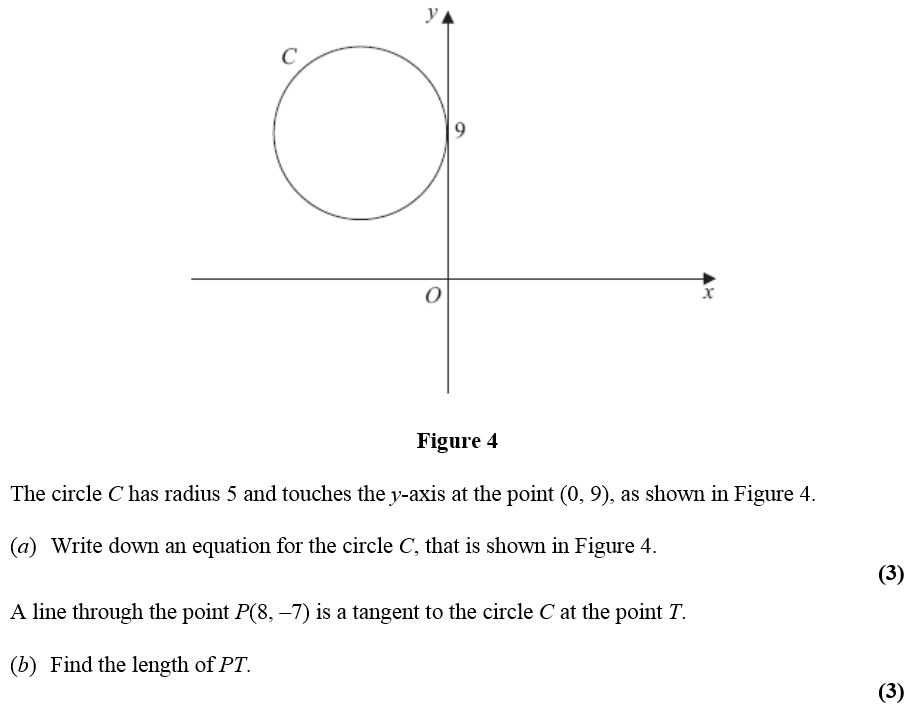 y
C
9
O
x
Figure 4
The circle C has radius 5 and touches the y-axis at the point (0, 9), as shown in Figure 4.
(a) Write down an equation for the circle C, that is shown in Figure 4.
(3)
A line through the point P(8, –7) is a tangent to the circle C at the point T.
(b) Find the length of PT.
(3)